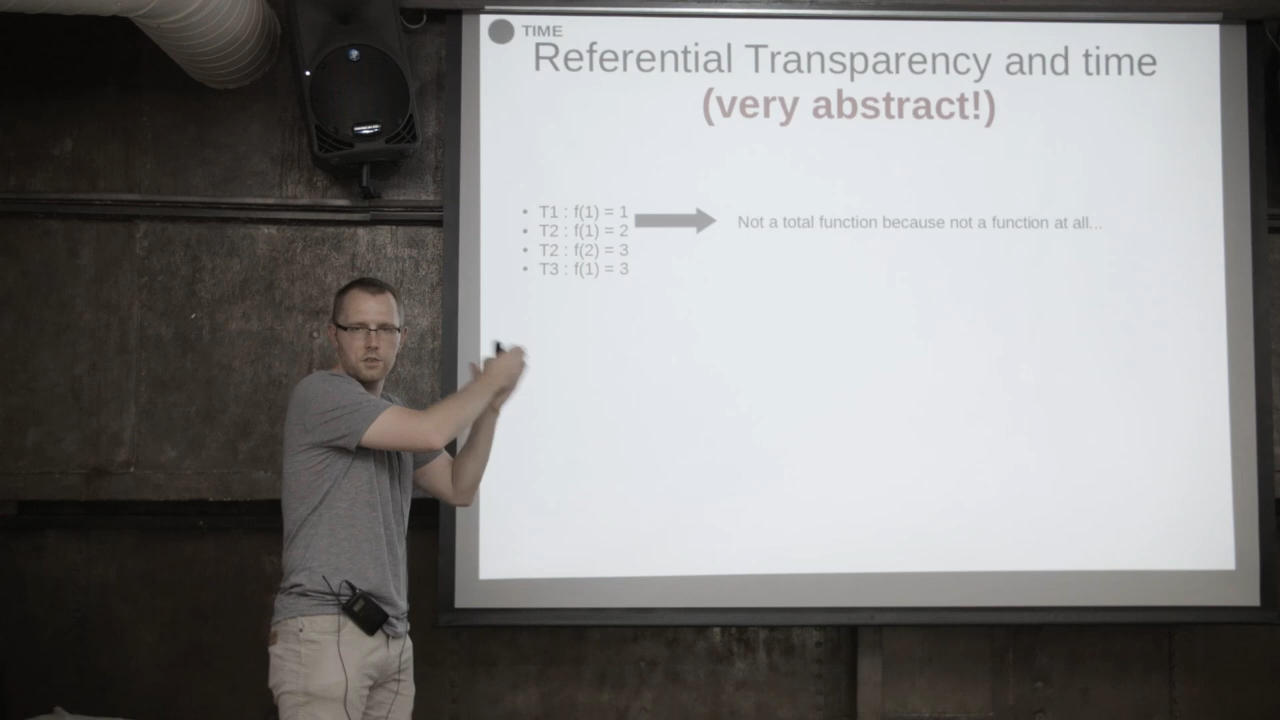 TIME
Referential Transparency and time
(very abstract!)
• T1 : f(1) = 1
• T2 : f(1) = 2
• T2 : f(2) = 3
• T3 : f(1) = 3
Not a total function because not a function at all...